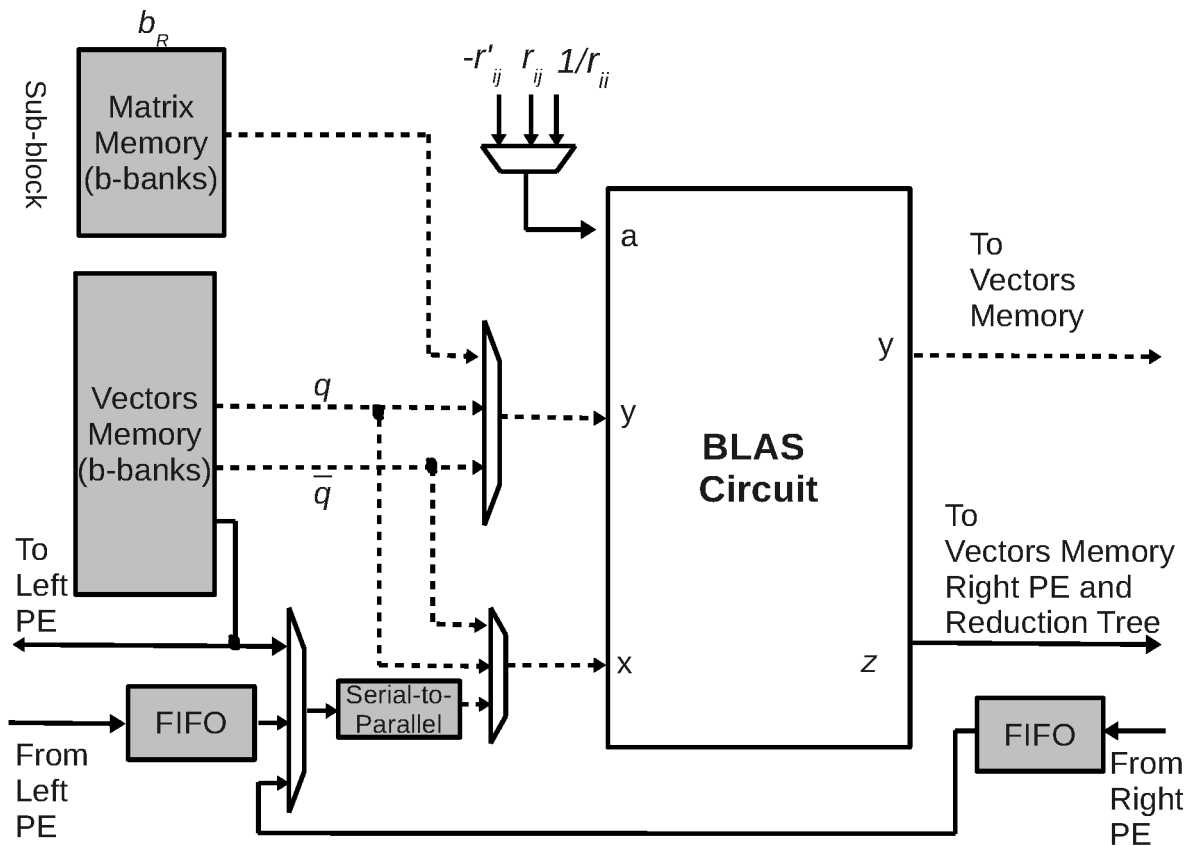 b_R
Sub-block
Matrix
Memory
(b-banks)
-r'_ij r_ij 1/r_ii
a
To
Vectors
Memory
y
Vectors
Memory
(b-banks)
q
q̅
y
BLAS
Circuit
To
Left
PE
To
Vectors Memory
Right PE and
Reduction Tree
z
x
Serial-to-
Parallel
FIFO
From
Left
PE
FIFO
From
Right
PE